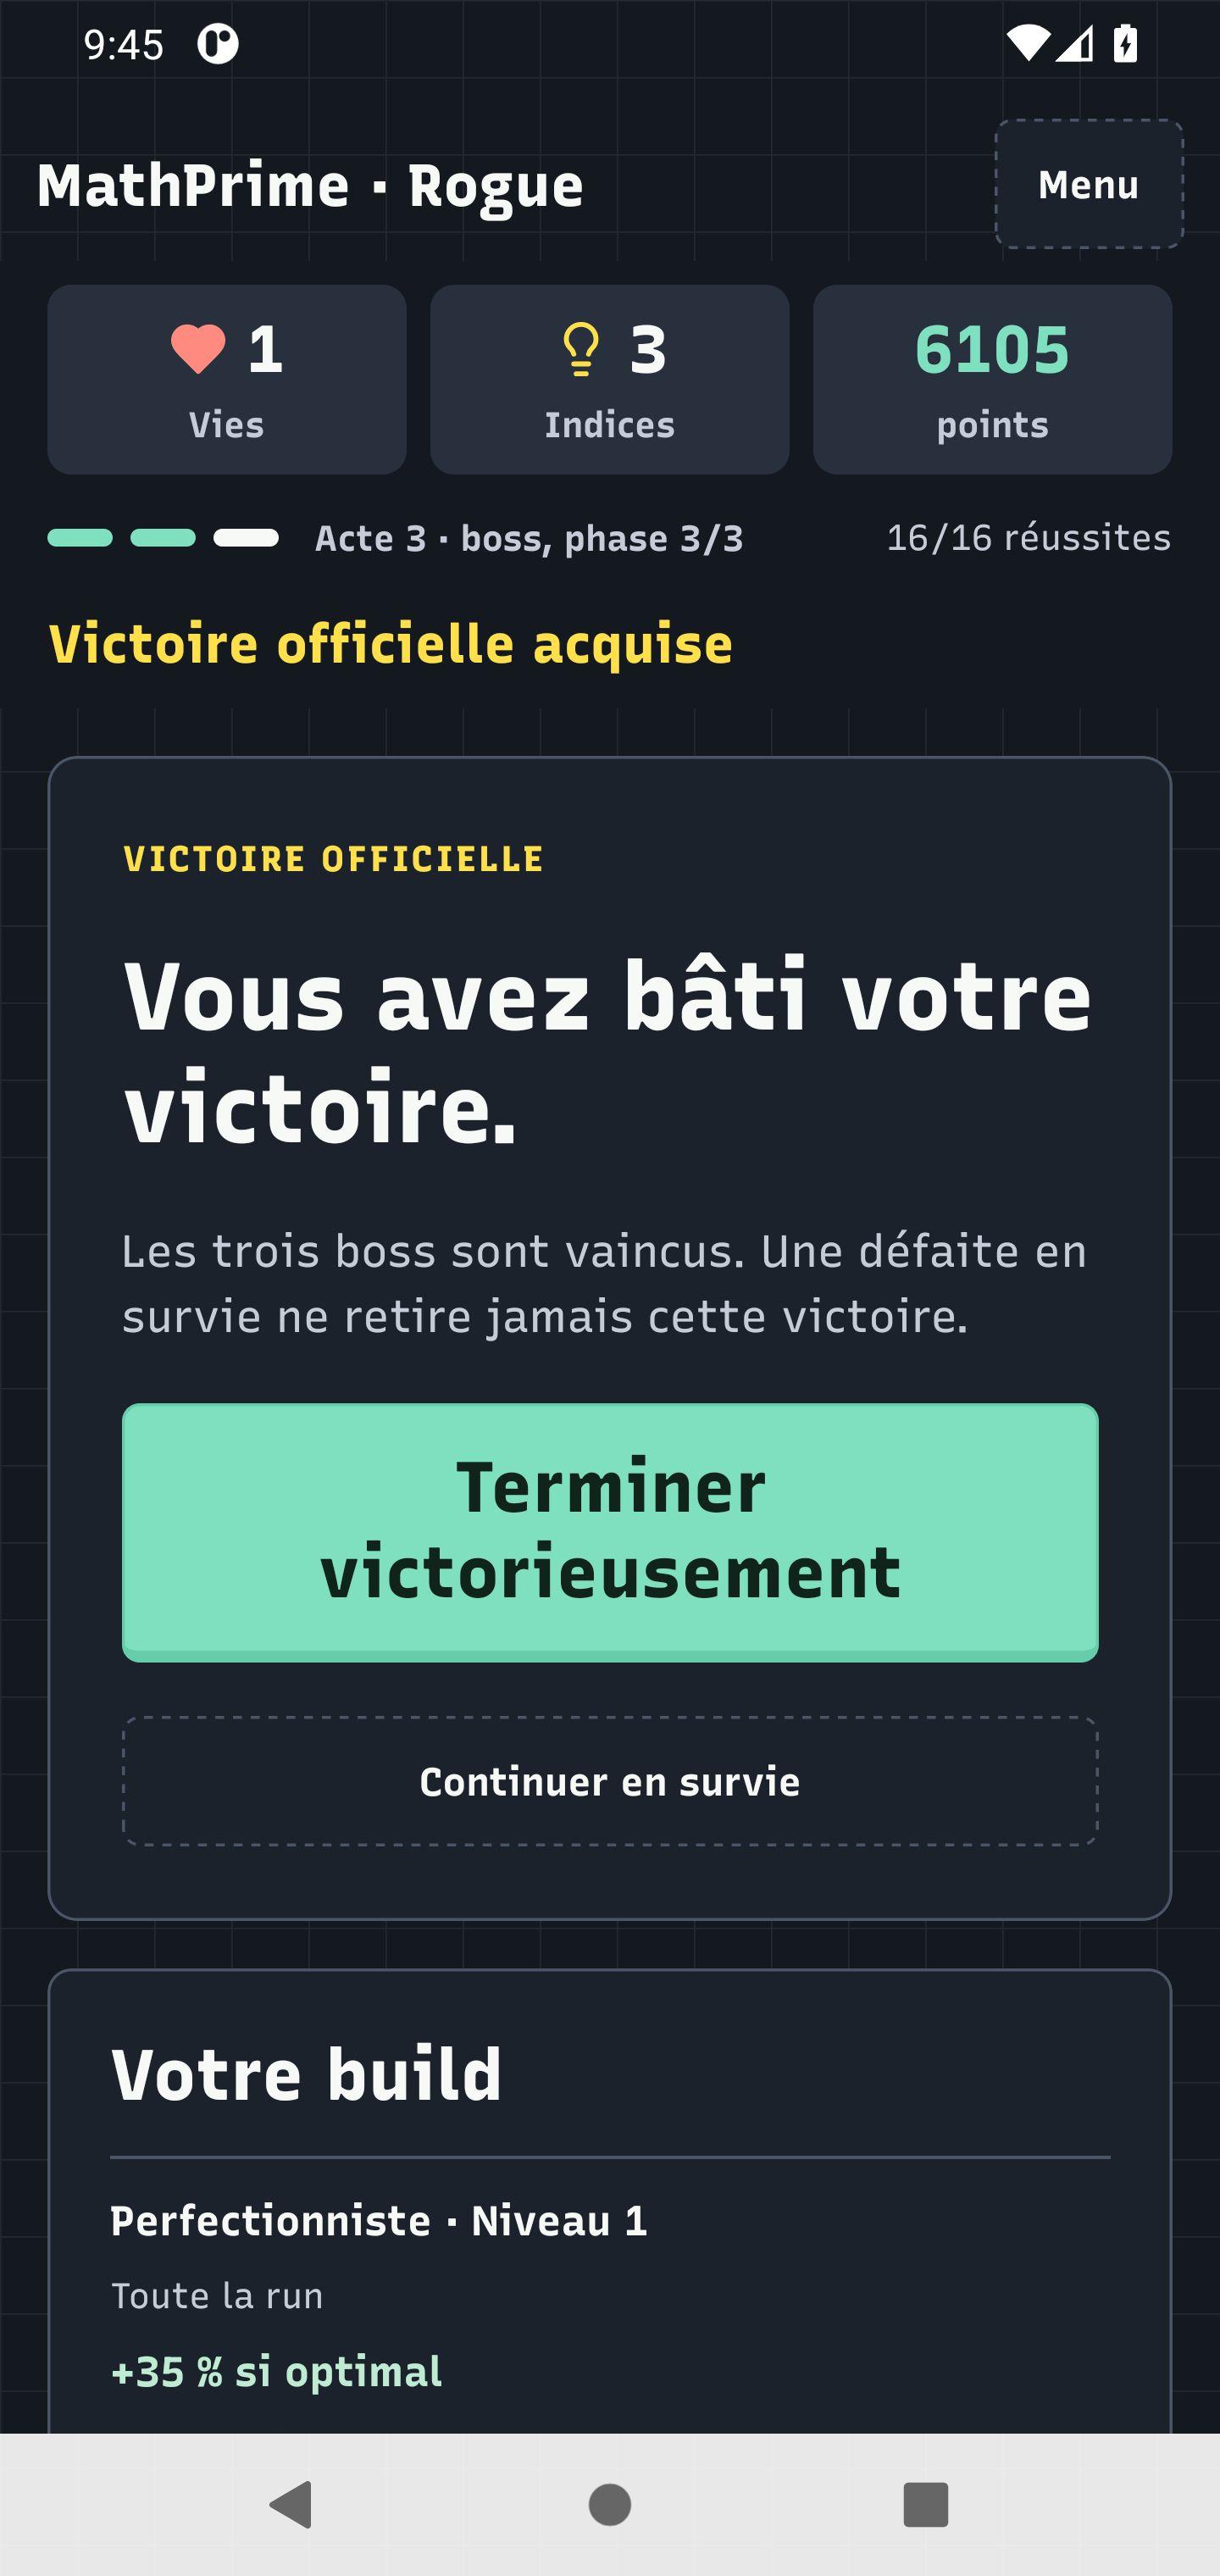 9:45
MathPrime · Rogue
Menu
1
Vies
3
Indices
6105
points
Acte 3 · boss, phase 3/3
16/16 réussites
Victoire officielle acquise
VICTOIRE OFFICIELLE
Vous avez bâti votre
victoire.
Les trois boss sont vaincus. Une défaite en
survie ne retire jamais cette victoire.
Terminer
victorieusement
Continuer en survie
Votre build
Perfectionniste · Niveau 1
Toute la run
+35 % si optimal